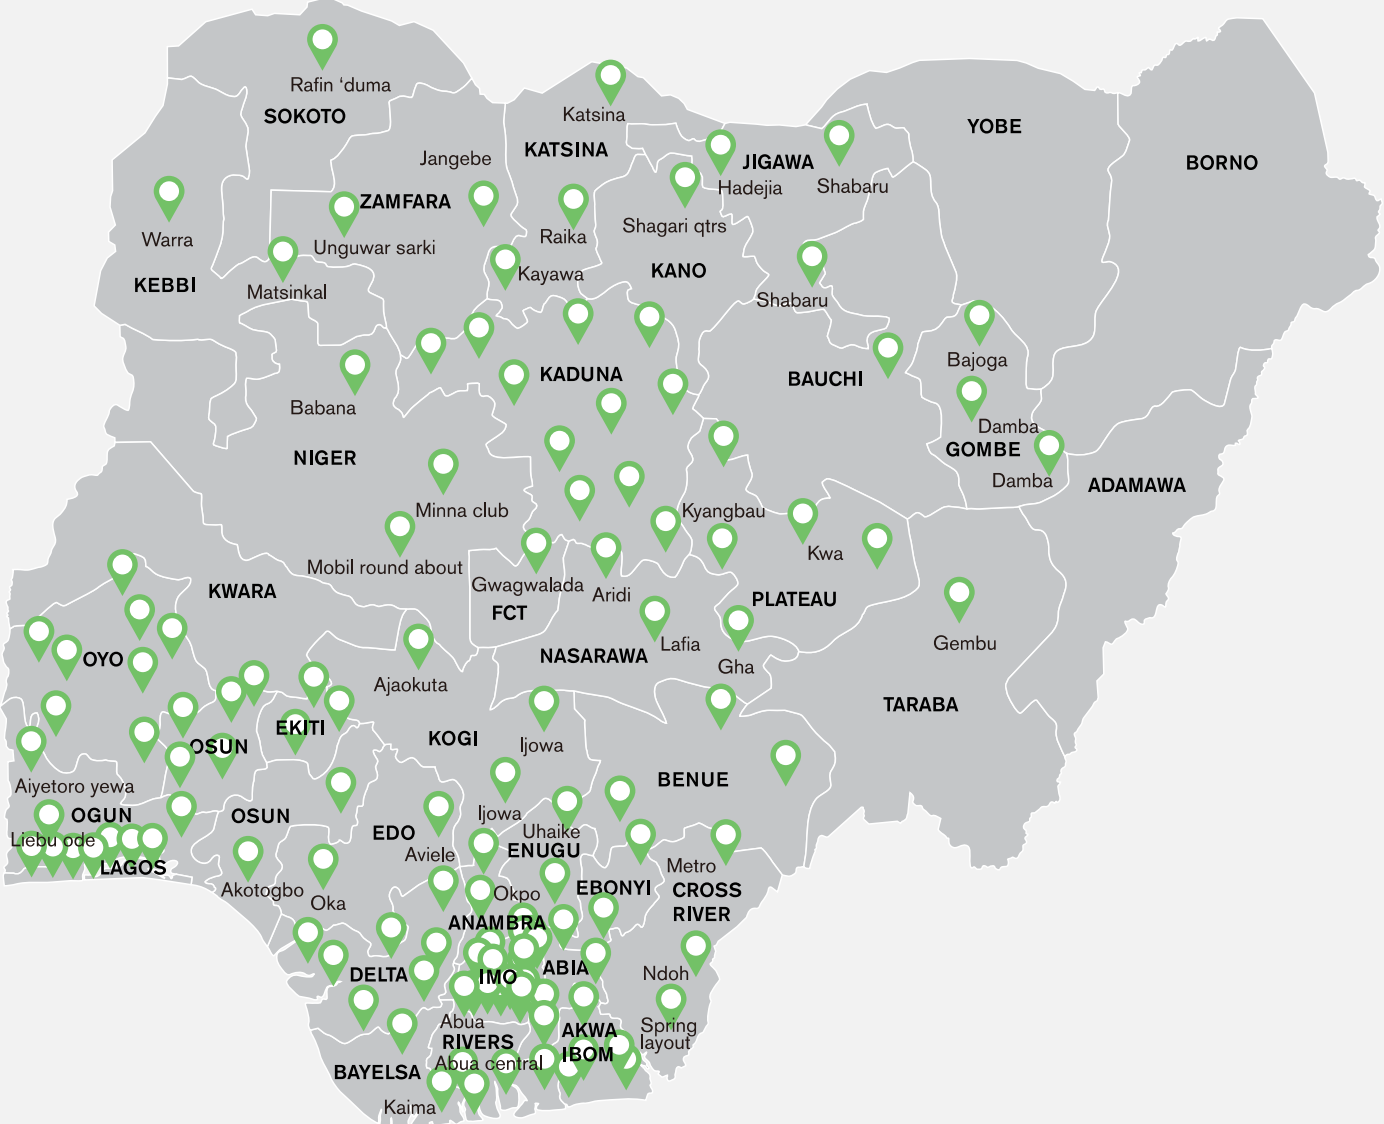 Rafin ‘duma
SOKOTO
Katsina
KATSINA
YOBE
BORNO
Jangebe
JIGAWA
Hadejia
Shabaru
ZAMFARA
Warra
Unguwar sarki
Raika
Shagari qtrs
KEBBI
Matsinkal
Kayawa
KANO
Shabaru
Babana
KADUNA
BAUCHI
Bajoga
NIGER
Damba
GOMBE
Damba
ADAMAWA
Minna club
Kyangbau
Mobil round about
Kwa
KWARA
Gwagwalada
FCT
Aridi
PLATEAU
Gembu
OYO
Ajaokuta
NASARAWA
Lafia
Gha
TARABA
EKITI
OSUN
KOGI
Ijowa
BENUE
Aiyetoro yewa
OGUN
OSUN
Ijowa
Uhaike
Liebu ode
LAGOS
EDO
Aviele
ENUGU
Metro
Akotogbo
Oka
Okpo
EBONYI
CROSS
RIVER
ANAMBRA
DELTA
IMO
ABIA
Ndoh
Abua
RIVERS
Abua central
AKWA
IBOM
Spring
layout
BAYELSA
Kaima